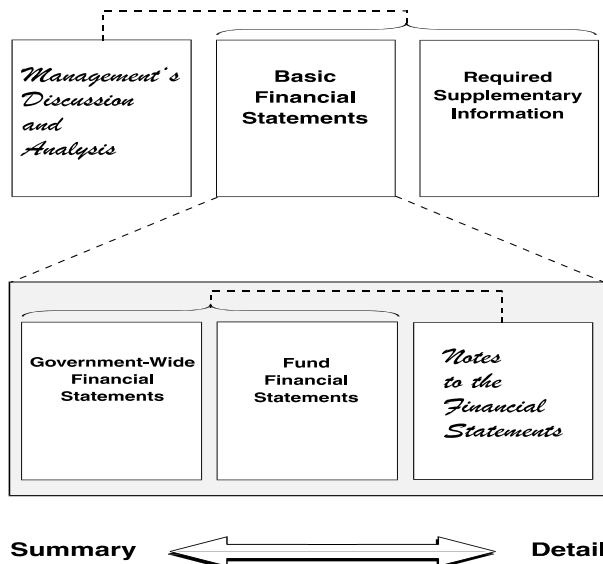 Management's
Discussion
and
Analysis
Basic
Financial
Statements
Required
Supplementary
Information
Government-Wide
Financial
Statements
Fund
Financial
Statements
Notes
to the
Financial
Statements
Summary
Detail